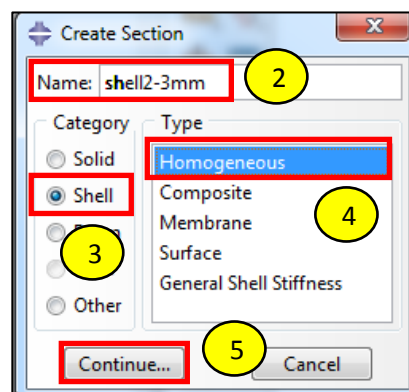 Create Section
Name: shell2-3mm
2
Category
Type
Solid
Homogeneous
Shell
Composite
4
3
Membrane
Surface
General Shell Stiffness
Other
5
Continue...
Cancel